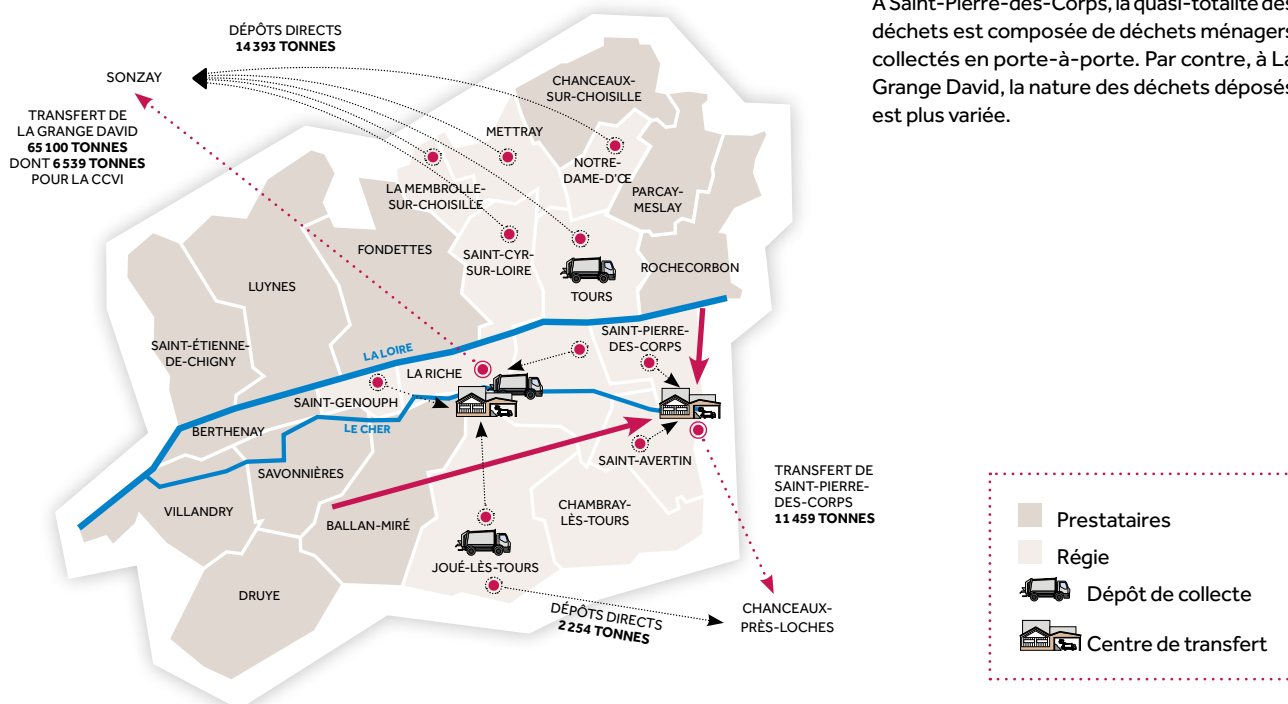 À Saint-Pierre-des-Corps, la quasi-totalité des
déchets est composée de déchets ménagers
collectés en porte-à-porte. Par contre, à La
Grange David, la nature des déchets déposés
est plus variée.
DÉPÔTS DIRECTS
14 393 TONNES
SONZAY
TRANSFERT DE
LA GRANGE DAVID
65 100 TONNES
DONT 6 539 TONNES
POUR LA CCVI
CHANCEAUX-
SUR-CHOISILLE
METTRAY
NOTRE-
DAME-D'ŒE
LA MEMBROLLE-
SUR-CHOISILLE
PARCAY-
MESLAY
FONDETTES
SAINT-CYR-
SUR-LOIRE
ROCHECORBON
LUYNES
TOURS
SAINT-ÉTIENNE-
DE-CHIGNY
SAINT-PIERRE-
DES-CORPS
LA LOIRE
LA RICHE
SAINT-GENOUPH
BERTHENAY
LE CHER
SAINT-AVERTIN
SAVONNIÈRES
VILLANDRY
BALLAN-MIRÉ
CHAMBRAY-
LÈS-TOURS
JOUÉ-LÈS-TOURS
DRUYE
TRANSFERT DE
SAINT-PIERRE-
DES-CORPS
11 459 TONNES
DÉPÔTS DIRECTS
2 254 TONNES
CHANCEAUX-
PRÈS-LOCHES
Prestataires
Régie
Dépôt de collecte
Centre de transfert